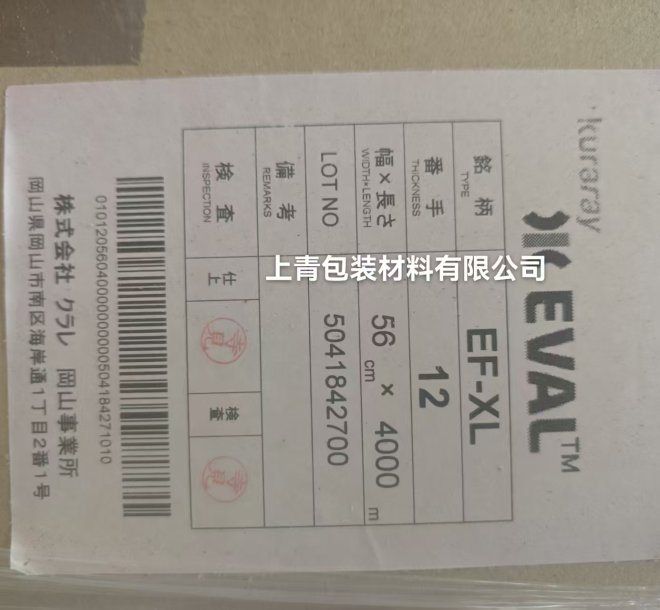 kuraray
EVAL™
銘柄
TYPE
EF-XL
番手
THICKNESS
12
幅×長さ
WIDTH×LENGTH
56 cm × 4000 m
LOT NO
5041842700
備考
REMARKS
検査
INSPECTION
仕上
検査
0101205604000000000504184271010
株式会社 クラレ 岡山事業所
岡山県岡山市南区海岸通1丁目2番1号
上青包装材料有限公司